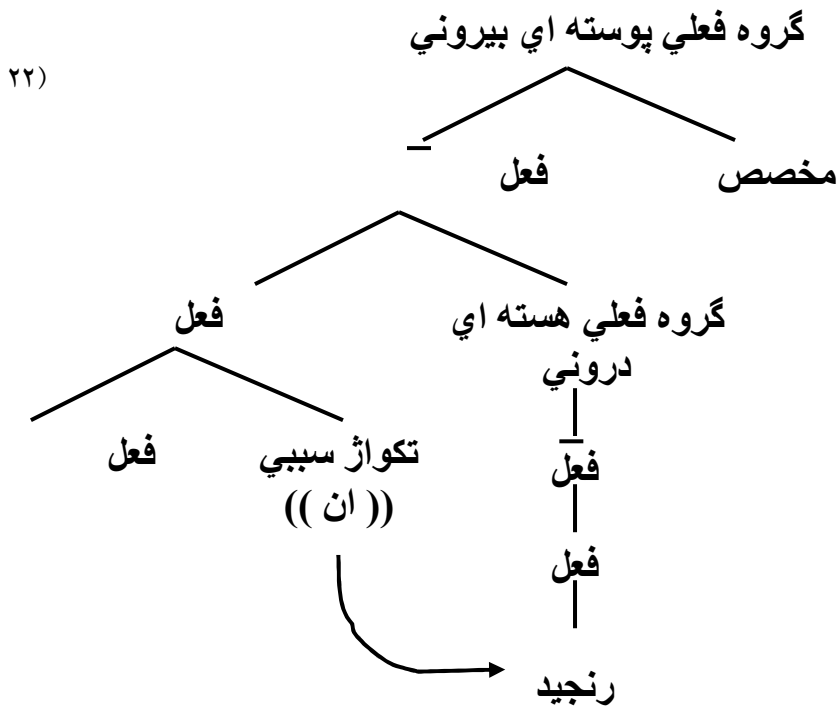 گروه فعلي پوسته اي بيروني
(۲۲
مخصص
فعل
گروه فعلي هسته اي
دروني
فعل
فعل
تكواژ سببي
(( ان ))
فعل
فعل
رنجيد